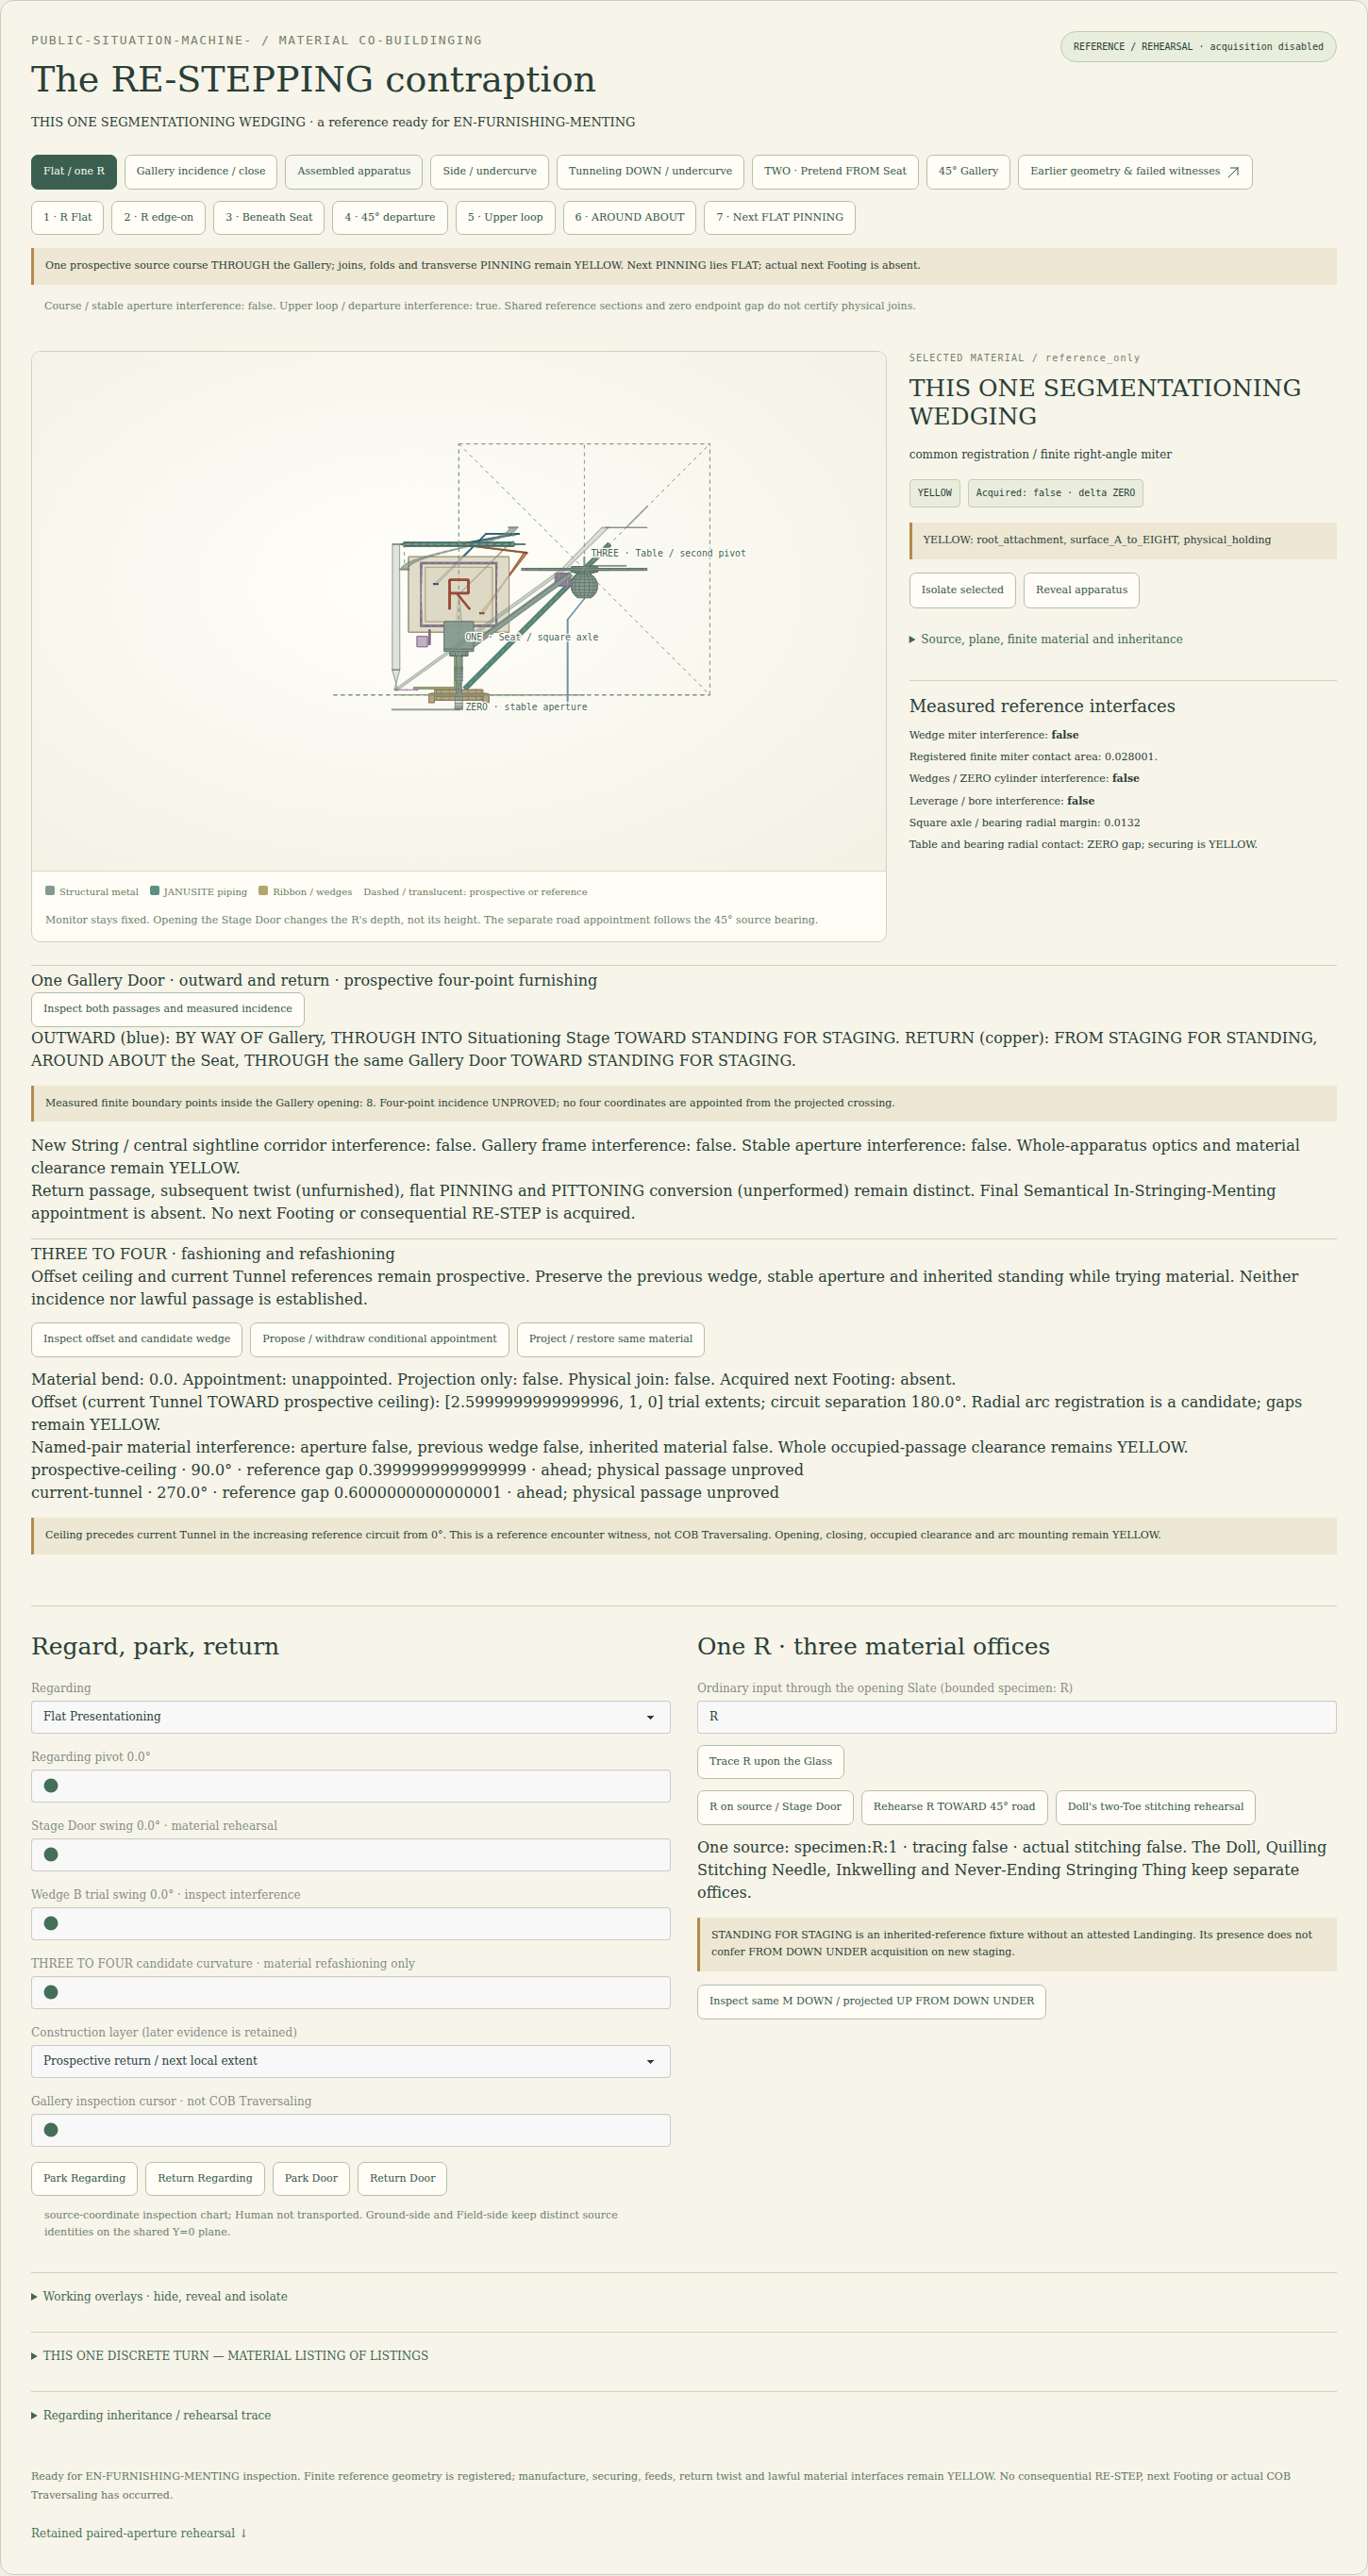 PUBLIC-SITUATION-MACHINE- / MATERIAL CO-BUILDINGING
REFERENCE / REHEARSAL · acquisition disabled
The RE-STEPPING contraption
THIS ONE SEGMENTATIONING WEDGING · a reference ready for EN-FURNISHING-MENTING
Flat / one R
Gallery incidence / close
Assembled apparatus
Side / undercurve
Tunneling DOWN / undercurve
TWO · Pretend FROM Seat
45° Gallery
Earlier geometry & failed witnesses
1 · R Flat
2 · R edge-on
3 · Beneath Seat
4 · 45° departure
5 · Upper loop
6 · AROUND ABOUT
7 · Next FLAT PINNING
One prospective source course THROUGH the Gallery; joins, folds and transverse PINNING remain YELLOW. Next PINNING lies FLAT; actual next Footing is absent.
Course / stable aperture interference: false. Upper loop / departure interference: true. Shared reference sections and zero endpoint gap do not certify physical joins.
THREE · Table / second pivot
R
ONE · Seat / square axle
ZERO · stable aperture
Structural metal
JANUSITE piping
Ribbon / wedges
Dashed / translucent: prospective or reference
Monitor stays fixed. Opening the Stage Door changes the R's depth, not its height. The separate road appointment follows the 45° source bearing.
SELECTED MATERIAL / reference_only
THIS ONE SEGMENTATIONING
WEDGING
common registration / finite right-angle miter
YELLOW
Acquired: false · delta ZERO
YELLOW: root_attachment, surface_A_to_EIGHT, physical_holding
Isolate selected
Reveal apparatus
Source, plane, finite material and inheritance
Measured reference interfaces
Wedge miter interference: false
Registered finite miter contact area: 0.028001.
Wedges / ZERO cylinder interference: false
Leverage / bore interference: false
Square axle / bearing radial margin: 0.0132
Table and bearing radial contact: ZERO gap; securing is YELLOW.
One Gallery Door · outward and return · prospective four-point furnishing
Inspect both passages and measured incidence
OUTWARD (blue): BY WAY OF Gallery, THROUGH INTO Situationing Stage TOWARD STANDING FOR STAGING. RETURN (copper): FROM STAGING FOR STANDING,
AROUND ABOUT the Seat, THROUGH the same Gallery Door TOWARD STANDING FOR STAGING.
Measured finite boundary points inside the Gallery opening: 8. Four-point incidence UNPROVED; no four coordinates are appointed from the projected crossing.
New String / central sightline corridor interference: false. Gallery frame interference: false. Stable aperture interference: false. Whole-apparatus optics and material
clearance remain YELLOW.
Return passage, subsequent twist (unfurnished), flat PINNING and PITTONING conversion (unperformed) remain distinct. Final Semantical In-Stringing-Menting
appointment is absent. No next Footing or consequential RE-STEP is acquired.
THREE TO FOUR · fashioning and refashioning
Offset ceiling and current Tunnel references remain prospective. Preserve the previous wedge, stable aperture and inherited standing while trying material. Neither
incidence nor lawful passage is established.
Inspect offset and candidate wedge
Propose / withdraw conditional appointment
Project / restore same material
Material bend: 0.0. Appointment: unappointed. Projection only: false. Physical join: false. Acquired next Footing: absent.
Offset (current Tunnel TOWARD prospective ceiling): [2.5999999999999996, 1, 0] trial extents; circuit separation 180.0°. Radial arc registration is a candidate; gaps
remain YELLOW.
Named-pair material interference: aperture false, previous wedge false, inherited material false. Whole occupied-passage clearance remains YELLOW.
prospective-ceiling · 90.0° · reference gap 0.3999999999999999 · ahead; physical passage unproved
current-tunnel · 270.0° · reference gap 0.6000000000000001 · ahead; physical passage unproved
Ceiling precedes current Tunnel in the increasing reference circuit from 0°. This is a reference encounter witness, not COB Traversaling. Opening, closing, occupied clearance and arc mounting remain YELLOW.
Regard, park, return
Regarding
Flat Presentationing
Regarding pivot 0.0°
Stage Door swing 0.0° · material rehearsal
Wedge B trial swing 0.0° · inspect interference
THREE TO FOUR candidate curvature · material refashioning only
Construction layer (later evidence is retained)
Prospective return / next local extent
Gallery inspection cursor · not COB Traversaling
Park Regarding
Return Regarding
Park Door
Return Door
source-coordinate inspection chart; Human not transported. Ground-side and Field-side keep distinct source
identities on the shared Y=0 plane.
One R · three material offices
Ordinary input through the opening Slate (bounded specimen: R)
R
Trace R upon the Glass
R on source / Stage Door
Rehearse R TOWARD 45° road
Doll's two-Toe stitching rehearsal
One source: specimen:R:1 · tracing false · actual stitching false. The Doll, Quilling
Stitching Needle, Inkwelling and Never-Ending Stringing Thing keep separate
offices.
STANDING FOR STAGING is an inherited-reference fixture without an attested Landinging. Its presence does not
confer FROM DOWN UNDER acquisition on new staging.
Inspect same M DOWN / projected UP FROM DOWN UNDER
Working overlays · hide, reveal and isolate
THIS ONE DISCRETE TURN — MATERIAL LISTING OF LISTINGS
Regarding inheritance / rehearsal trace
Ready for EN-FURNISHING-MENTING inspection. Finite reference geometry is registered; manufacture, securing, feeds, return twist and lawful material interfaces remain YELLOW. No consequential RE-STEP, next Footing or actual COB
Traversaling has occurred.
Retained paired-aperture rehearsal ↓